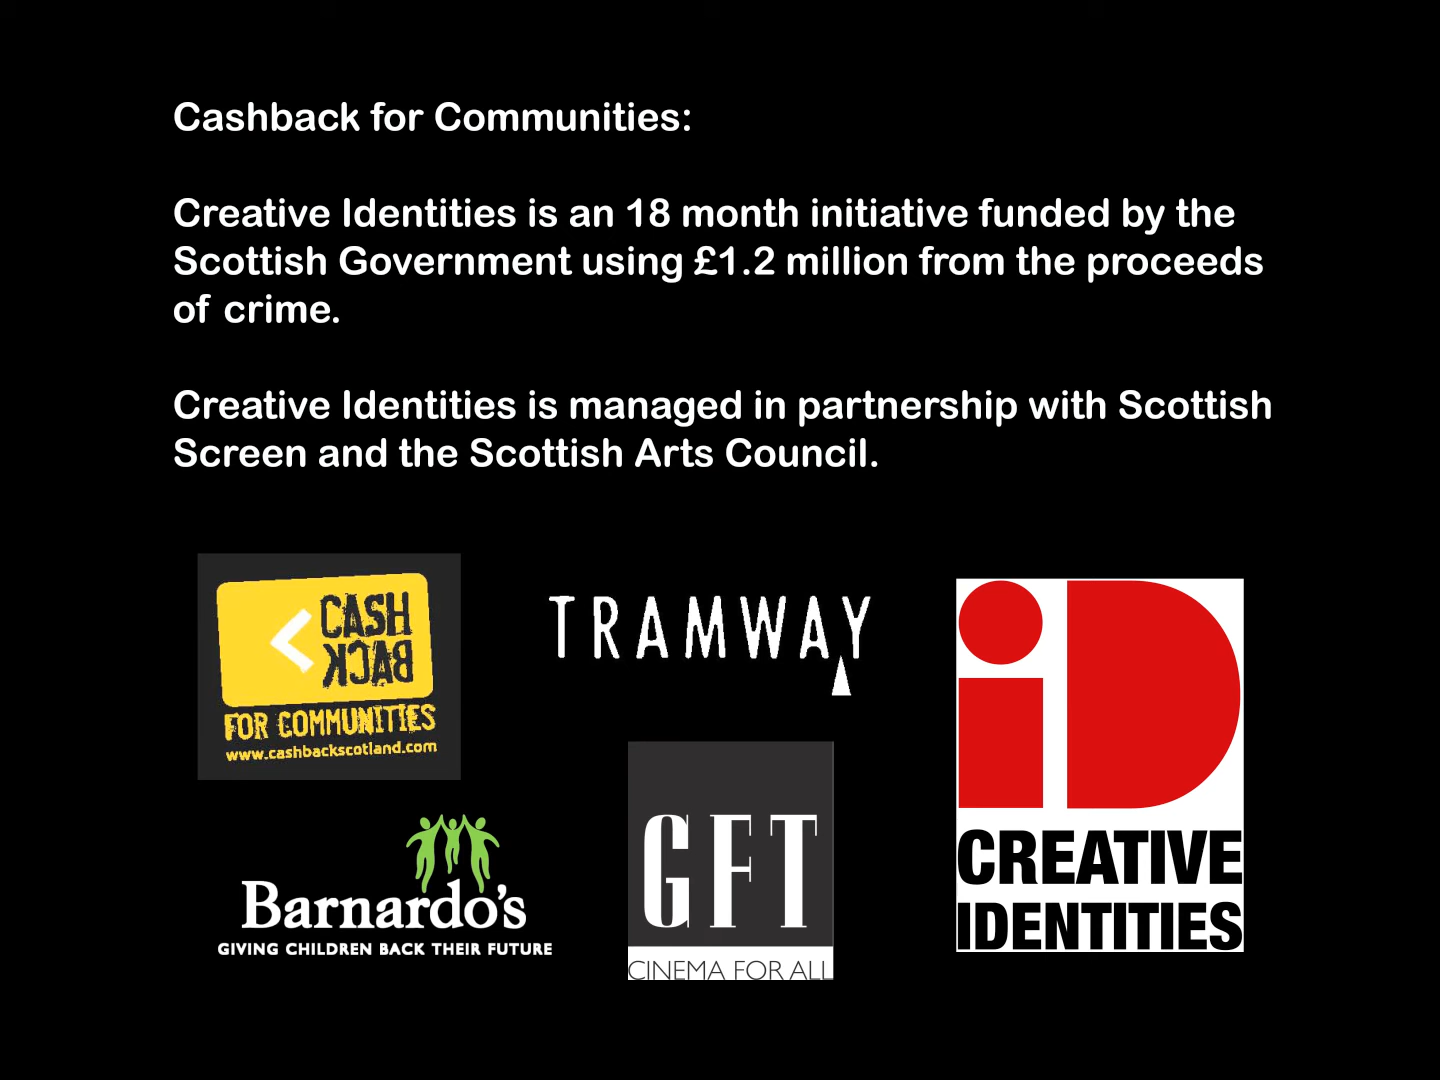 Cashback for Communities:
Creative Identities is an 18 month initiative funded by the
Scottish Government using £1.2 million from the proceeds
of crime.
Creative Identities is managed in partnership with Scottish
Screen and the Scottish Arts Council.
CASH
BACK
FOR COMMUNITIES
www.cashbackscotland.com
TRAMWAY
iD
CREATIVE
IDENTITIES
Barnardo's
GIVING CHILDREN BACK THEIR FUTURE
GFT
CINEMA FOR ALL